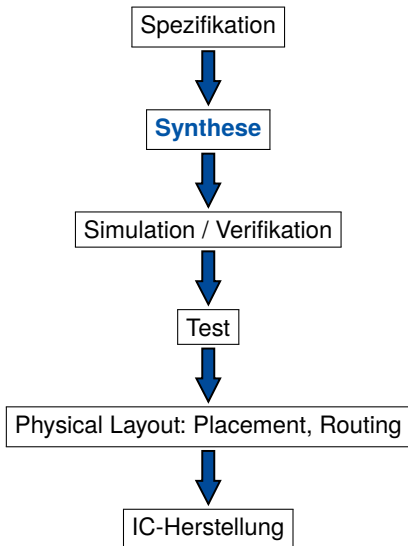 Spezifikation
Synthese
Simulation / Verifikation
Test
Physical Layout: Placement, Routing
IC-Herstellung